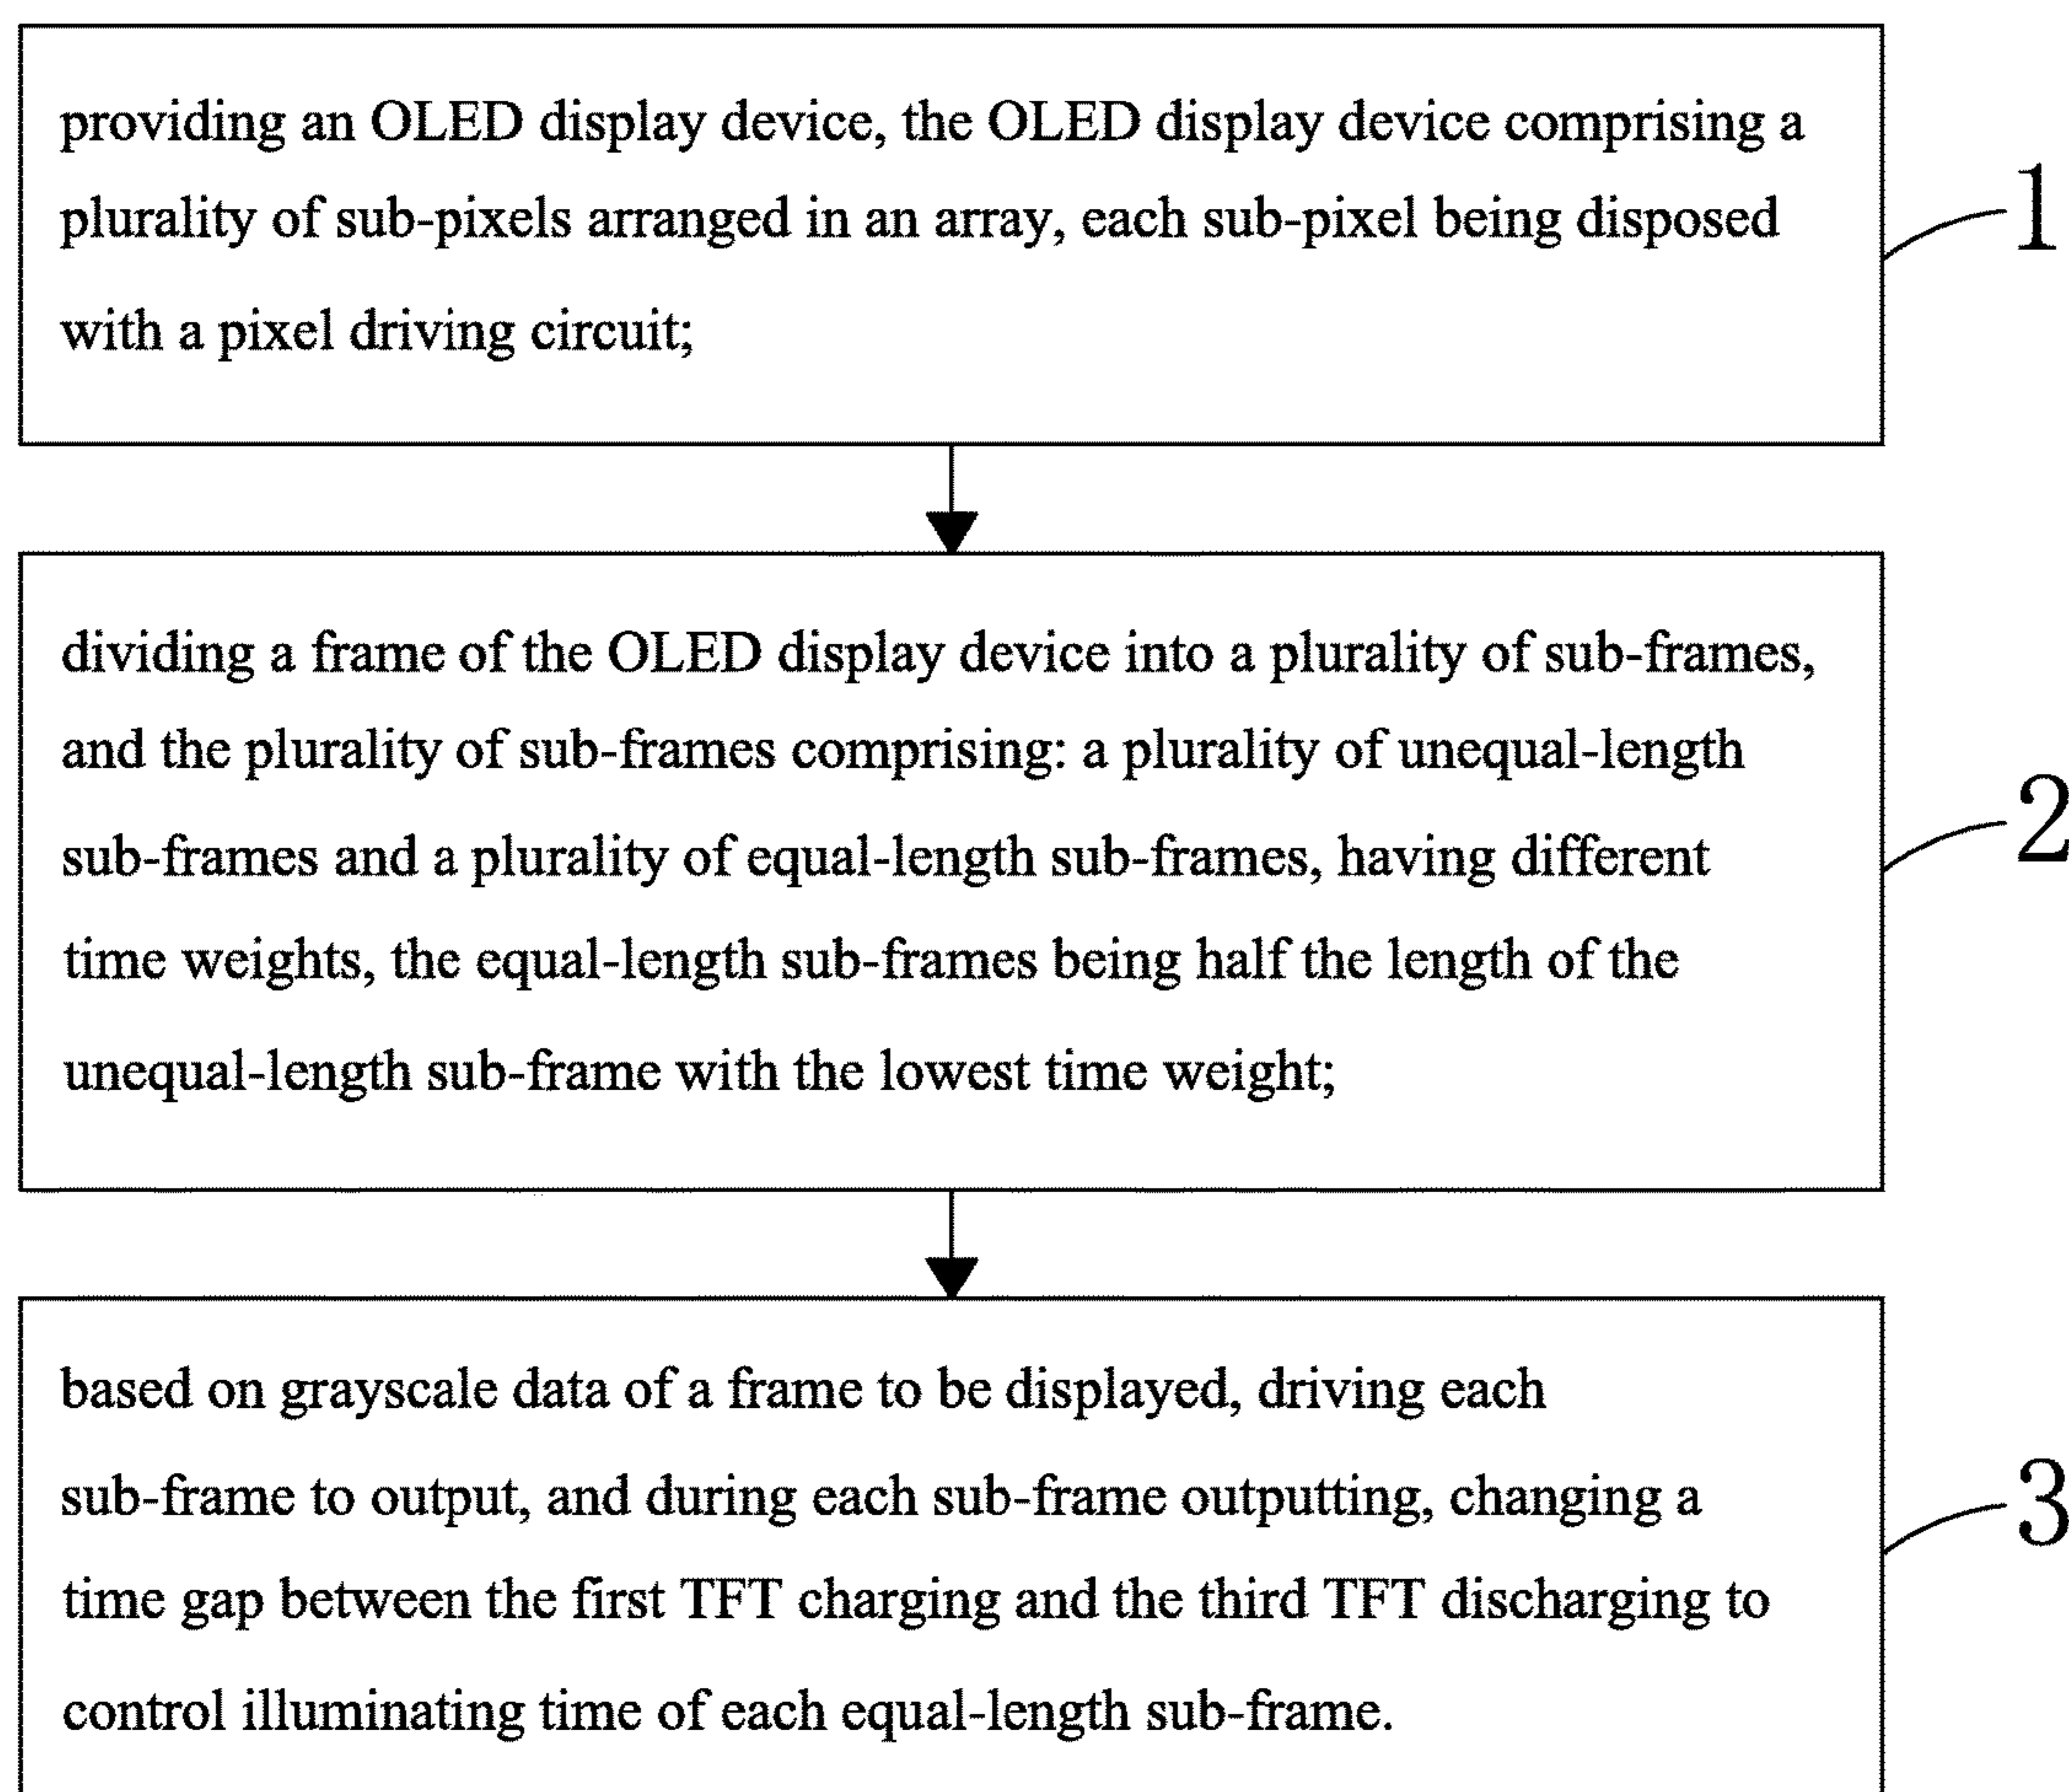 providing an OLED display device, the OLED display device comprising a
plurality of sub-pixels arranged in an array, each sub-pixel being disposed
with a pixel driving circuit;
1
dividing a frame of the OLED display device into a plurality of sub-frames,
and the plurality of sub-frames comprising: a plurality of unequal-length
sub-frames and a plurality of equal-length sub-frames, having different
time weights, the equal-length sub-frames being half the length of the
unequal-length sub-frame with the lowest time weight;
2
based on grayscale data of a frame to be displayed, driving each
sub-frame to output, and during each sub-frame outputting, changing a
time gap between the first TFT charging and the third TFT discharging to
control illuminating time of each equal-length sub-frame.
3